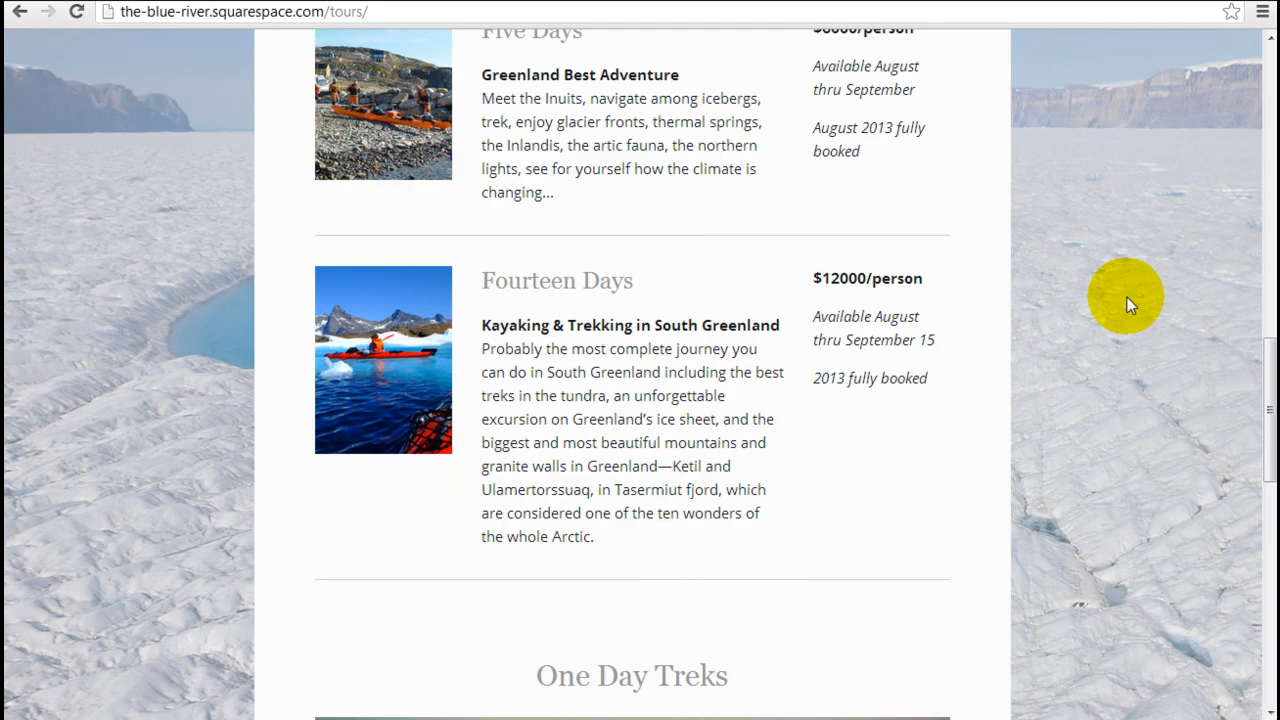 the-blue-river.squarespace.com/tours/
Five Days
$6000/person
Greenland Best Adventure
Meet the Inuits, navigate among icebergs,
trek, enjoy glacier fronts, thermal springs,
the Inlandis, the artic fauna, the northern
lights, see for yourself how the climate is
changing...
Available August
thru September
August 2013 fully
booked
Fourteen Days
Kayaking & Trekking in South Greenland
Probably the most complete journey you
can do in South Greenland including the best
treks in the tundra, an unforgettable
excursion on Greenland’s ice sheet, and the
biggest and most beautiful mountains and
granite walls in Greenland—Ketil and
Ulamertorssuaq, in Tasermiut fjord, which
are considered one of the ten wonders of
the whole Arctic.
$12000/person
Available August
thru September 15
2013 fully booked
One Day Treks